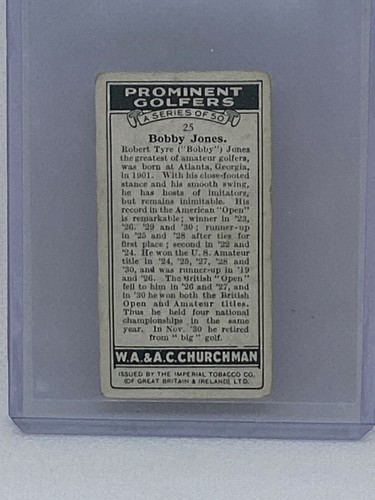 PROMINENT
GOLFERS
A SERIES OF 50
25
Bobby Jones.
Robert Tyre ("Bobby") Jones
the greatest of amateur golfers,
was born at Atlanta, Georgia,
in 1901. With his close-footed
stance and his smooth swing,
he has hosts of imitators,
but remains inimitable. His
record in the American "Open"
is remarkable; winner in '23,
'26, '29 and '30; runner-up
in '25 and '28 after ties for
first place; second in '22 and
'24. He won the U.S. Amateur
title in '24, '25, '27, '28 and
'30, and was runner-up in '19
and '26. The British "Open"
fell to him in '26 and '27, and
in '30 he won both the British
Open and Amateur titles.
Thus he held four national
championships in the same
year. In Nov. '30 he retired
from "big" golf.
W.A.& A.C. CHURCHMAN
ISSUED BY THE IMPERIAL TOBACCO CO.
(OF GREAT BRITAIN & IRELAND), LTD.